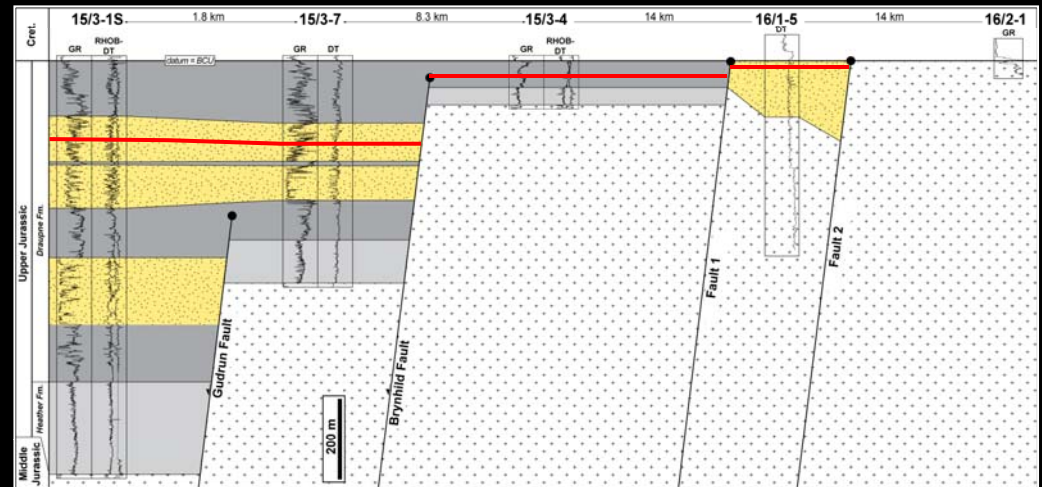 15/3-1S
1.8 km
15/3-7
8.3 km
15/3-4
14 km
16/1-5
14 km
16/2-1
Cret.
GR
RHOB-
DT
GR
DT
GR
RHOB-
DT
DT
GR
datum = BCU
Upper Jurassic
Draupne Fm.
Heather Fm.
Middle
Jurassic
Gudrun Fault
Brynhild Fault
Fault 1
Fault 2
200 m